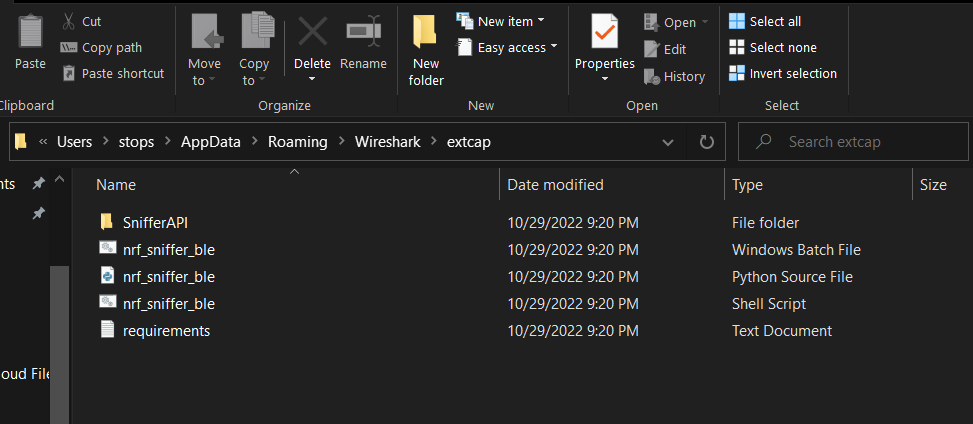 Cut
Copy path
Paste shortcut
Paste
Clipboard
Move to
Copy to
Delete
Rename
Organize
New folder
New item
Easy access
New
Properties
Open
Edit
History
Open
Select all
Select none
Invert selection
Select
« Users > stops > AppData > Roaming > Wireshark > extcap
Search extcap
Name Date modified Type Size
nts
SnifferAPI 10/29/2022 9:20 PM File folder
nrf_sniffer_ble 10/29/2022 9:20 PM Windows Batch File
nrf_sniffer_ble 10/29/2022 9:20 PM Python Source File
nrf_sniffer_ble 10/29/2022 9:20 PM Shell Script
requirements 10/29/2022 9:20 PM Text Document
oud File